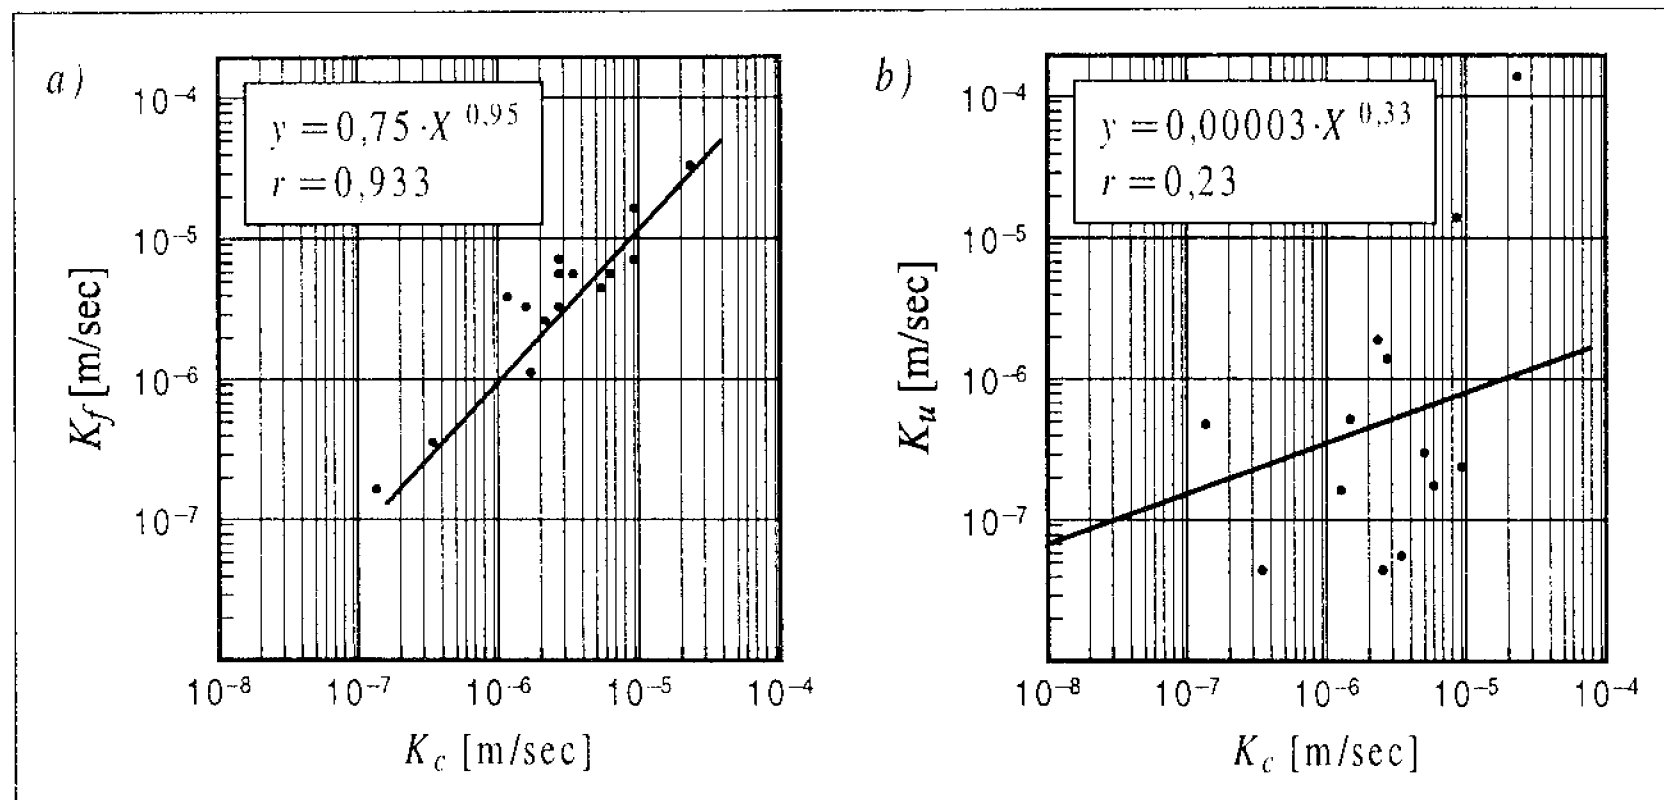 a)
y = 0,75·X^0,95
r = 0,933
10^-4
10^-5
10^-6
10^-7
K_f [m/sec]
10^-8 10^-7 10^-6 10^-5 10^-4
K_c [m/sec]
b)
y = 0,00003·X^0,33
r = 0,23
10^-4
10^-5
10^-6
10^-7
K_u [m/sec]
10^-8 10^-7 10^-6 10^-5 10^-4
K_c [m/sec]